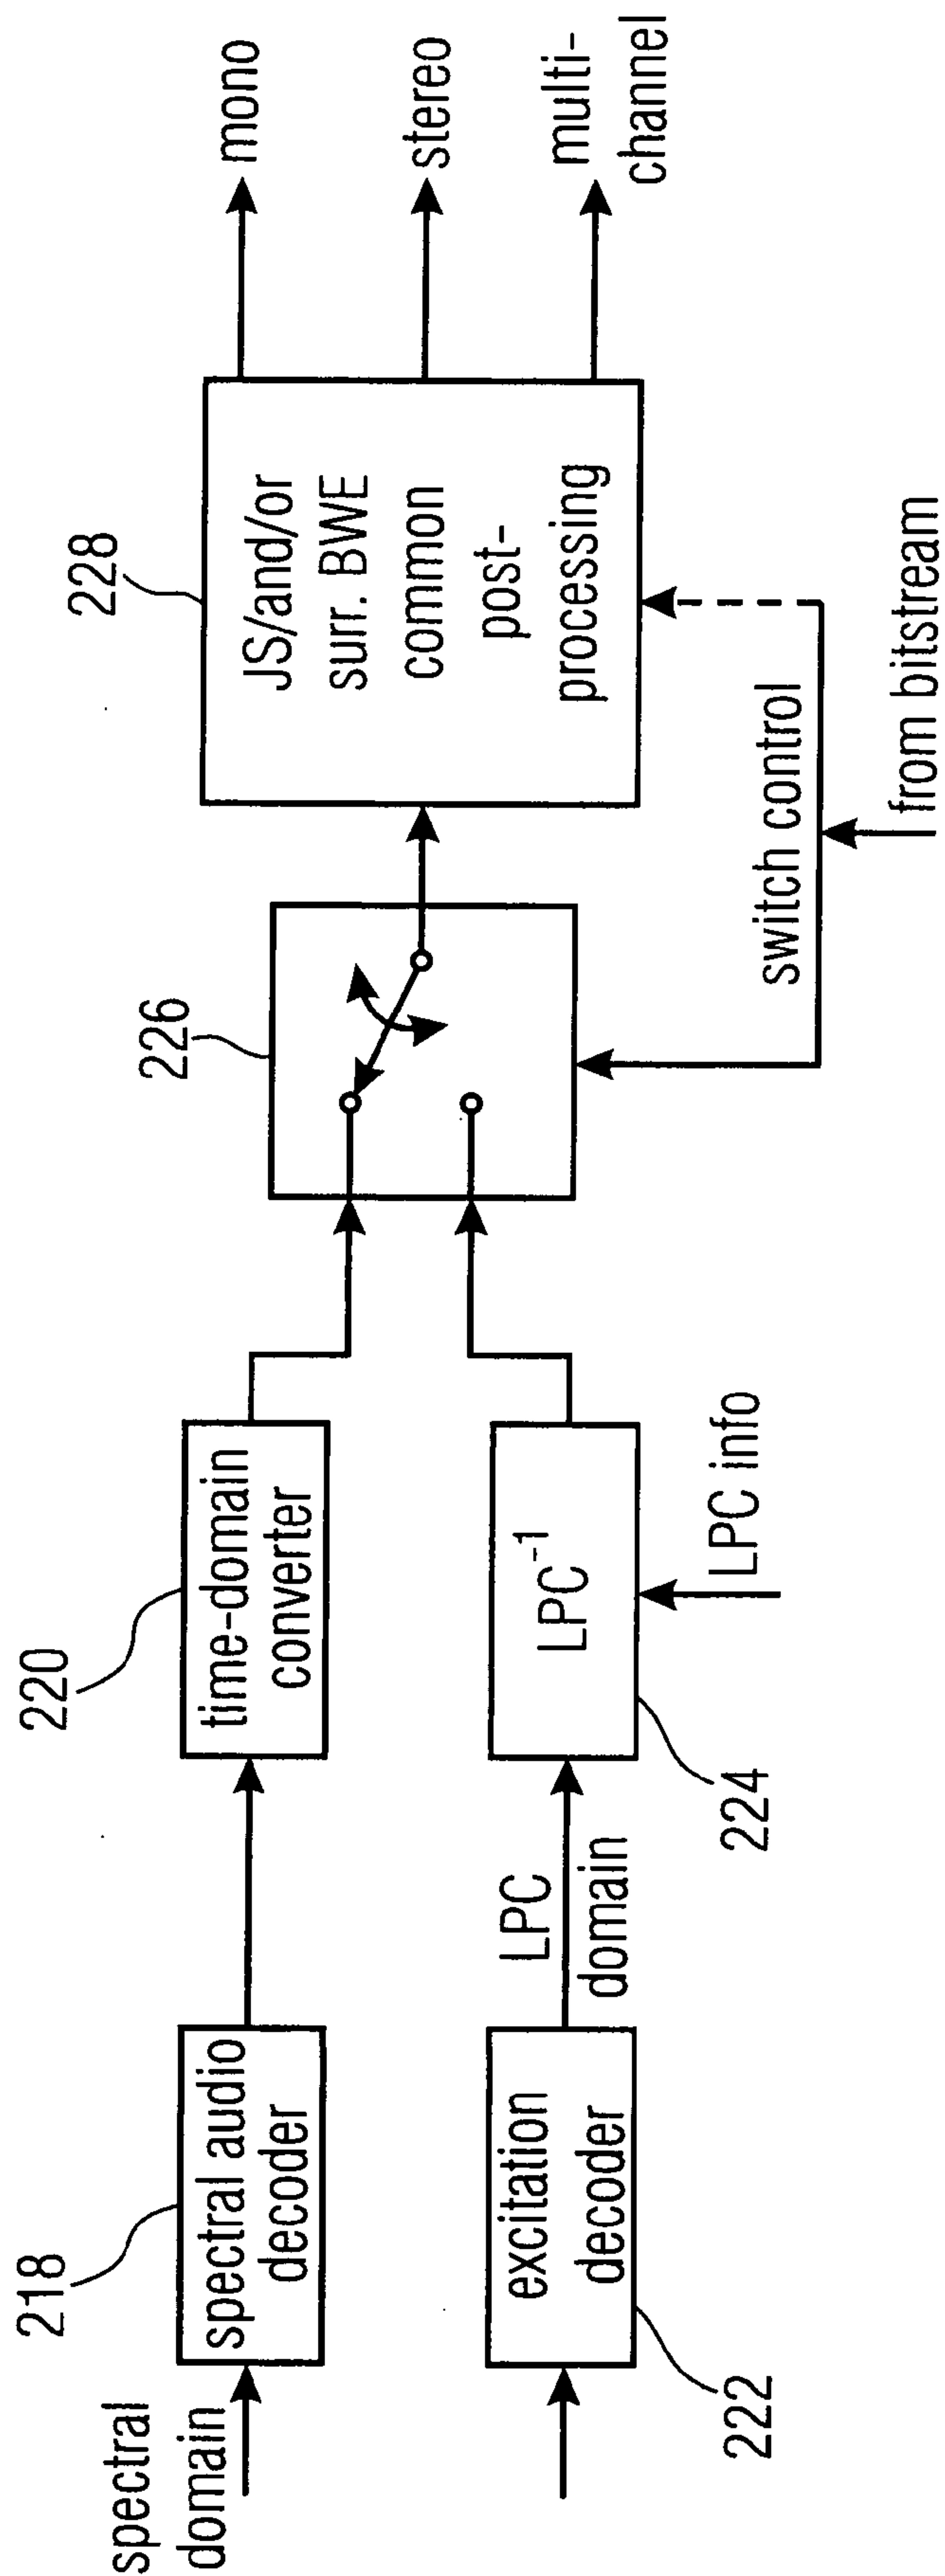 spectral
domain
218
spectral audio
decoder
220
time-domain
converter
222
excitation
decoder
LPC
domain
224
LPC⁻¹
LPC info
226
switch control
from bitstream
228
JS/and/or
surr. BWE
common
post-
processing
mono
stereo
multi-
channel